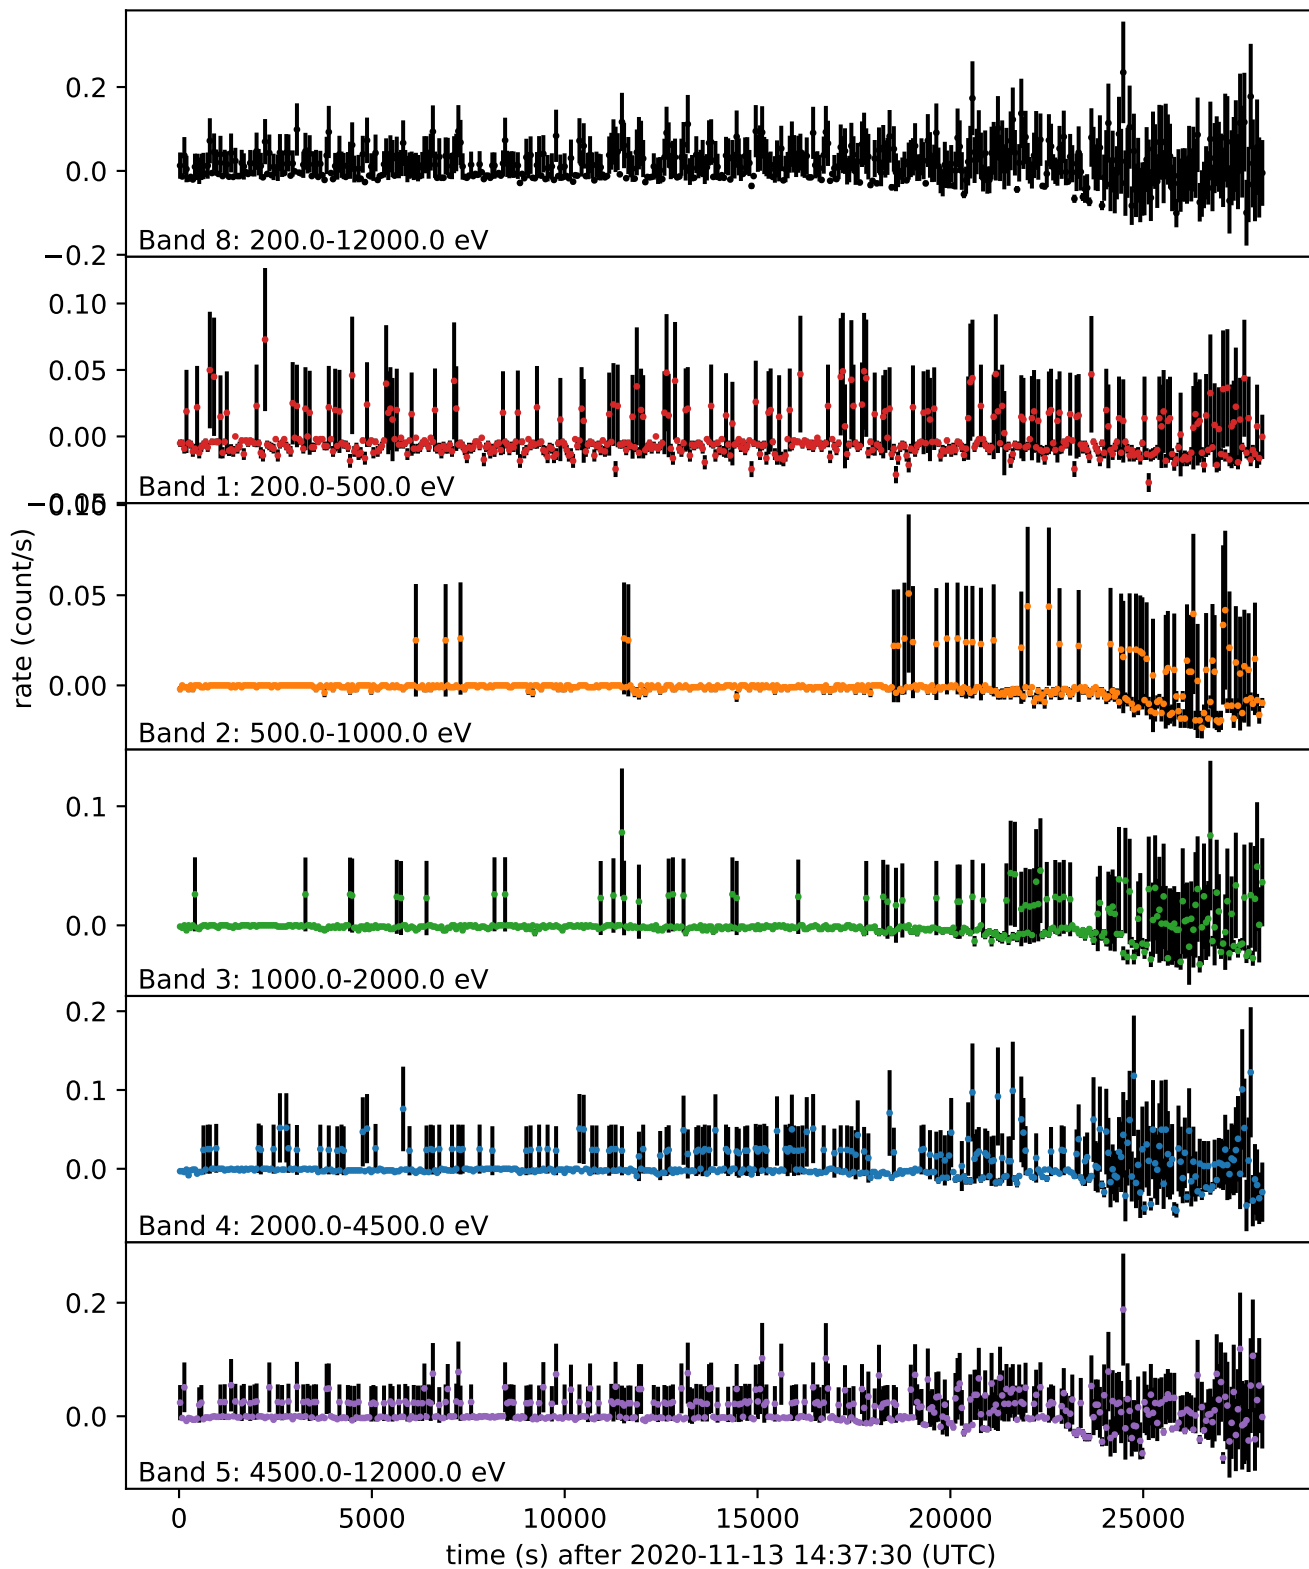 0.2
0.0
−0.2
Band 8: 200.0-12000.0 eV
0.10
0.05
0.00
−0.05
Band 1: 200.0-500.0 eV
0.10
0.05
0.00
Band 2: 500.0-1000.0 eV
rate (count/s)
0.1
0.0
Band 3: 1000.0-2000.0 eV
0.2
0.1
0.0
Band 4: 2000.0-4500.0 eV
0.2
0.0
Band 5: 4500.0-12000.0 eV
0 5000 10000 15000 20000 25000
time (s) after 2020-11-13 14:37:30 (UTC)